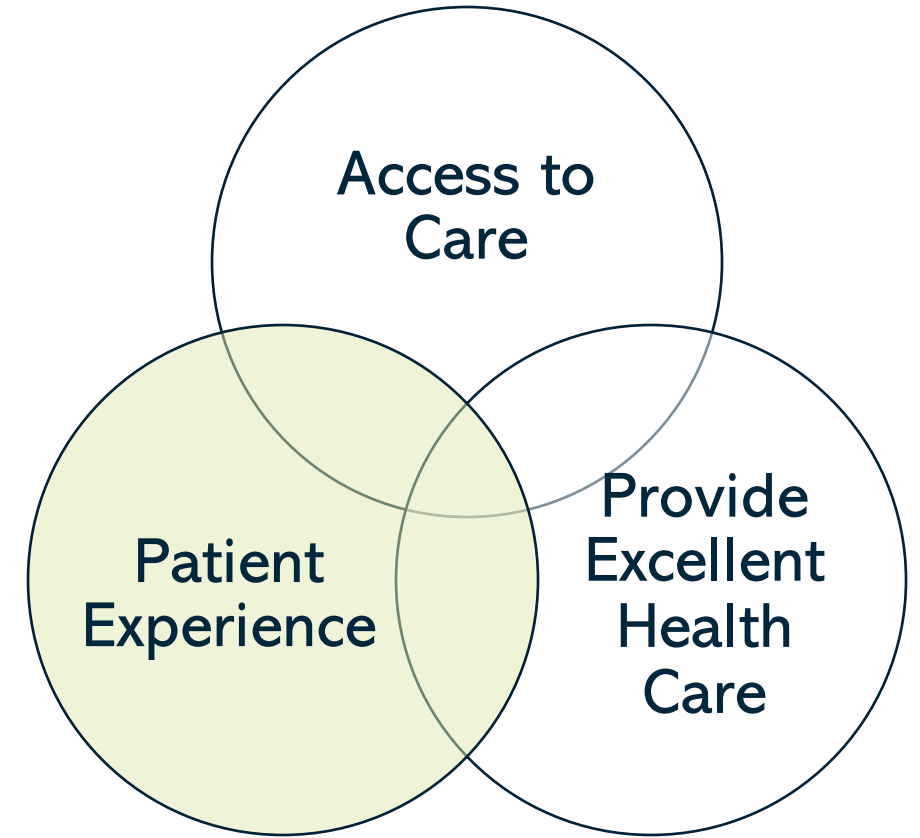 Access to
Care
Patient
Experience
Provide
Excellent
Health
Care